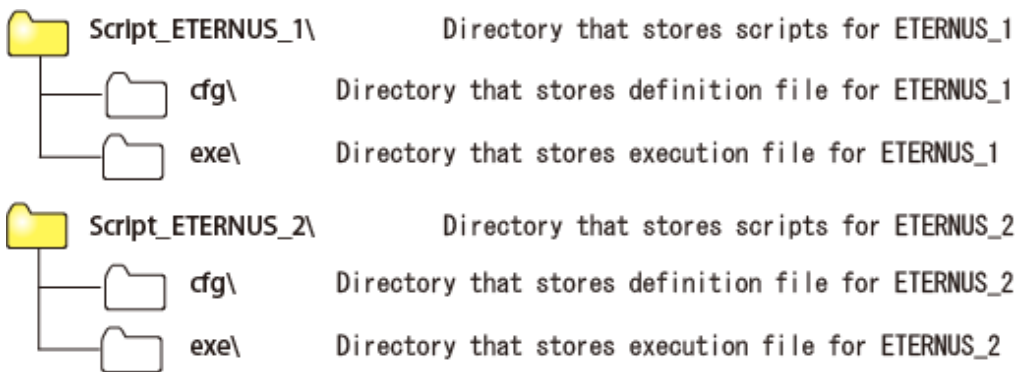 Script_ETERNUS_1\ Directory that stores scripts for ETERNUS_1
cfg\ Directory that stores definition file for ETERNUS_1
exe\ Directory that stores execution file for ETERNUS_1
Script_ETERNUS_2\ Directory that stores scripts for ETERNUS_2
cfg\ Directory that stores definition file for ETERNUS_2
exe\ Directory that stores execution file for ETERNUS_2